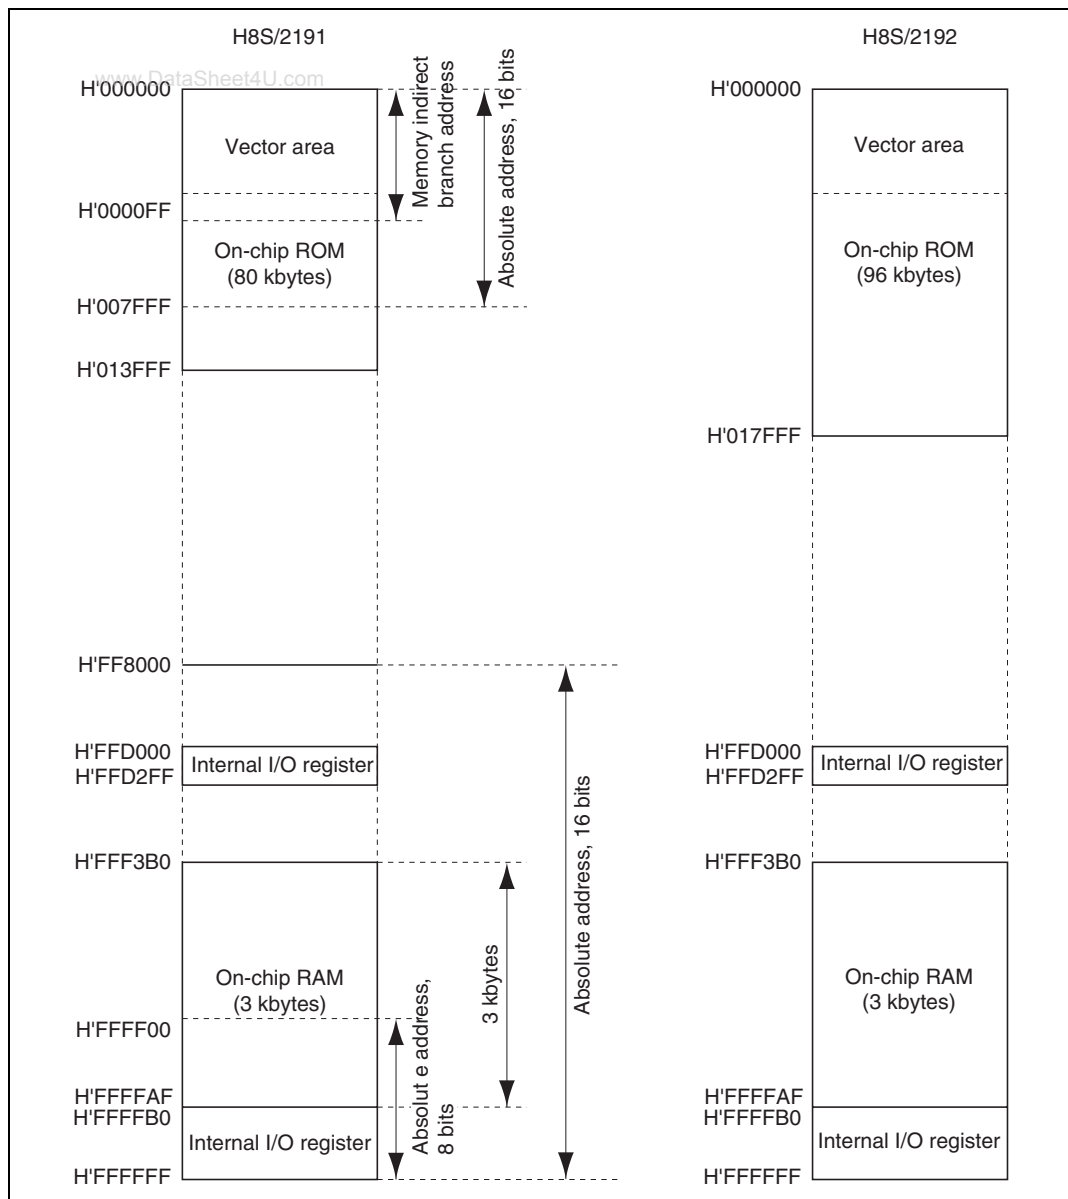 H8S/2191
www.DataSheet4U.com
H'000000
Vector area
H'0000FF
On-chip ROM
(80 kbytes)
H'007FFF
H'013FFF
Memory indirect
branch address
Absolute address, 16 bits
H'FF8000
H'FFD000
Internal I/O register
H'FFD2FF
H'FFF3B0
On-chip RAM
(3 kbytes)
H'FFFF00
H'FFFFAF
H'FFFFB0
Internal I/O register
H'FFFFFF
Absolut e address,
8 bits
3 kbytes
Absolute address, 16 bits
H8S/2192
H'000000
Vector area
On-chip ROM
(96 kbytes)
H'017FFF
H'FFD000
Internal I/O register
H'FFD2FF
H'FFF3B0
On-chip RAM
(3 kbytes)
H'FFFFAF
H'FFFFB0
Internal I/O register
H'FFFFFF